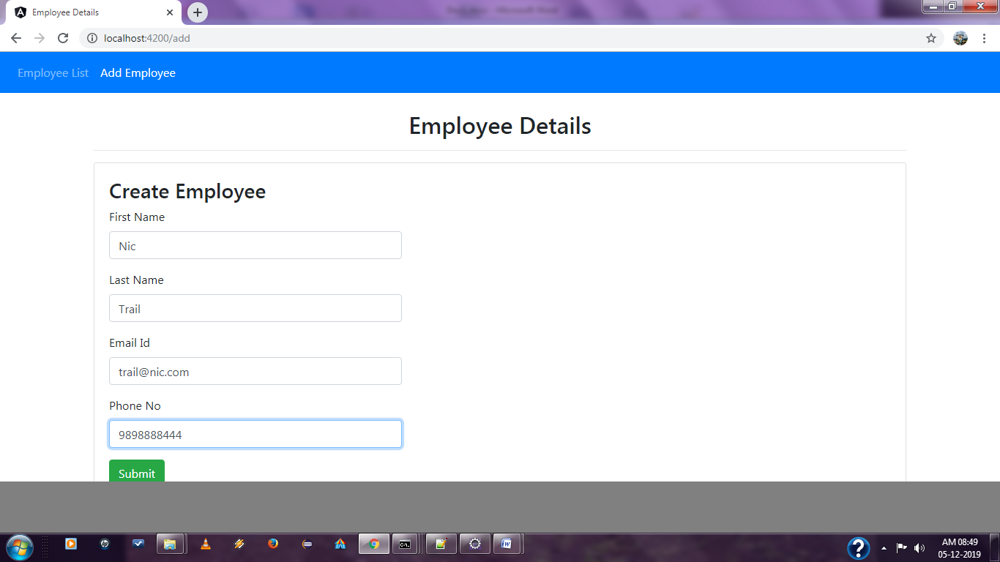 Employee Details
localhost:4200/add
Employee List Add Employee
Employee Details
Create Employee
First Name
Nic
Last Name
Trail
Email Id
trail@nic.com
Phone No
9898888444
Submit
AM 08:49
05-12-2019